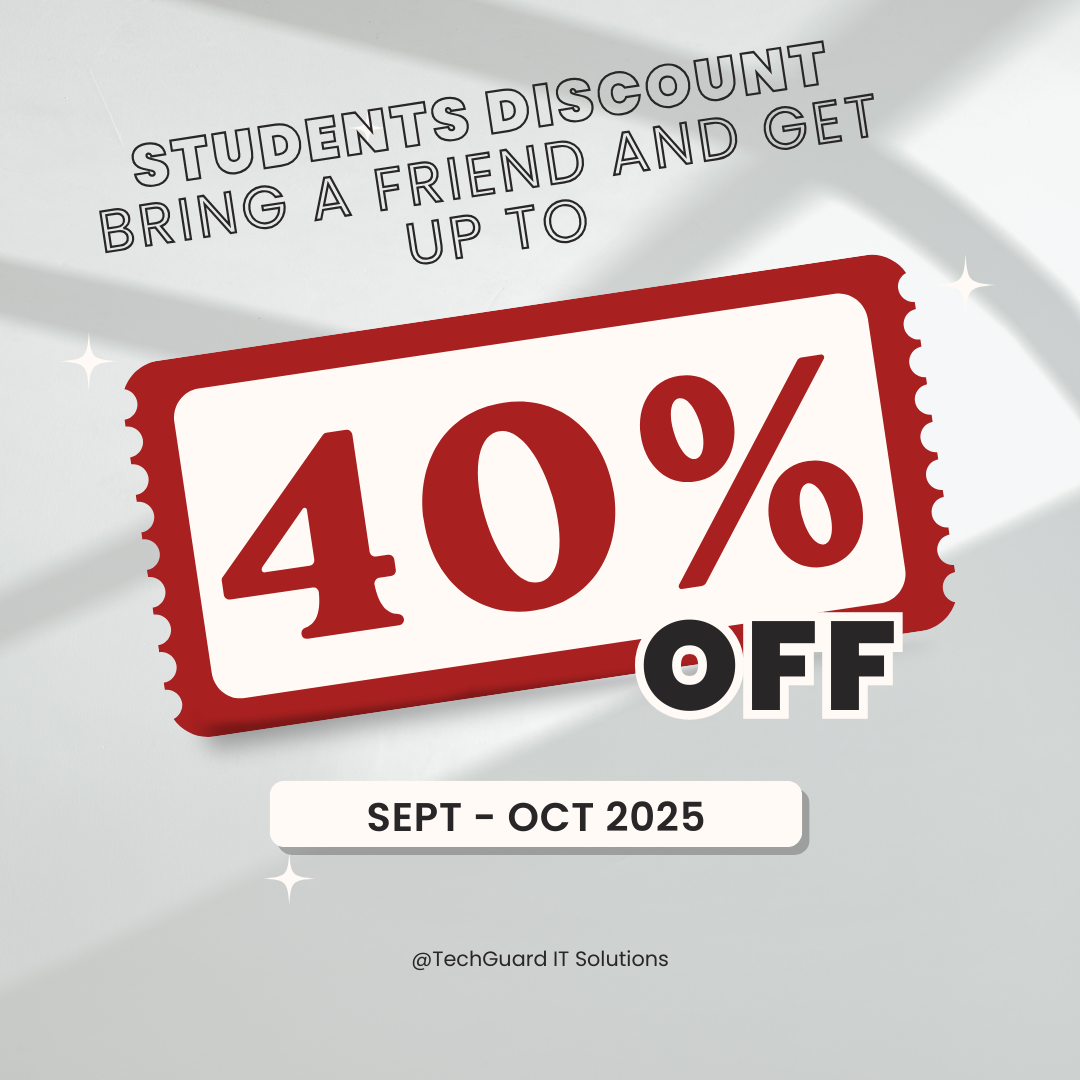 STUDENTS DISCOUNT
BRING A FRIEND AND GET
UP TO
40%
OFF
SEPT - OCT 2025
@TechGuard IT Solutions